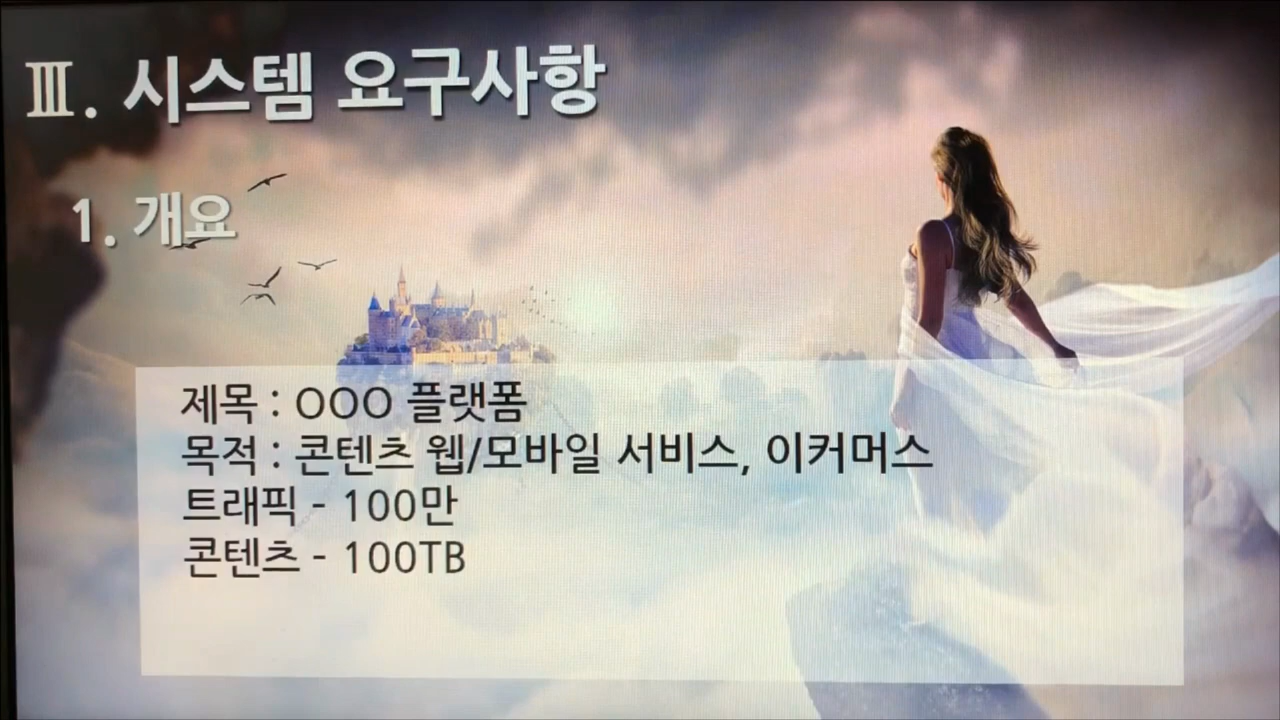 Ⅲ. 시스템 요구사항
1. 개요
제목 : OOO 플랫폼
목적 : 콘텐츠 웹/모바일 서비스, 이커머스
트래픽 - 100만
콘텐츠 - 100TB